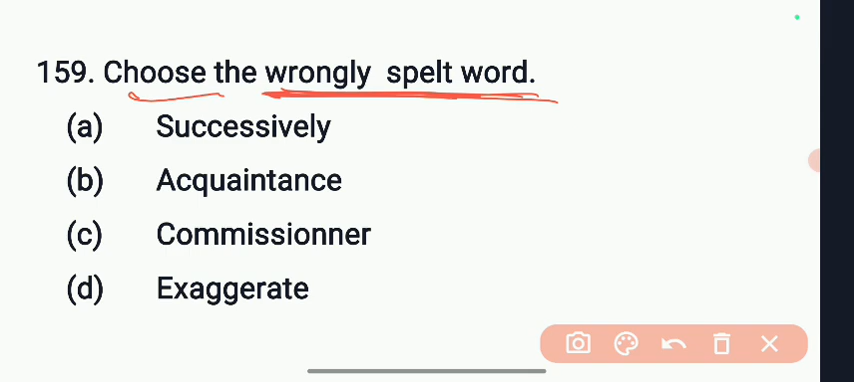 159. Choose the wrongly spelt word.
(a) Successively
(b) Acquaintance
(c) Commissionner
(d) Exaggerate